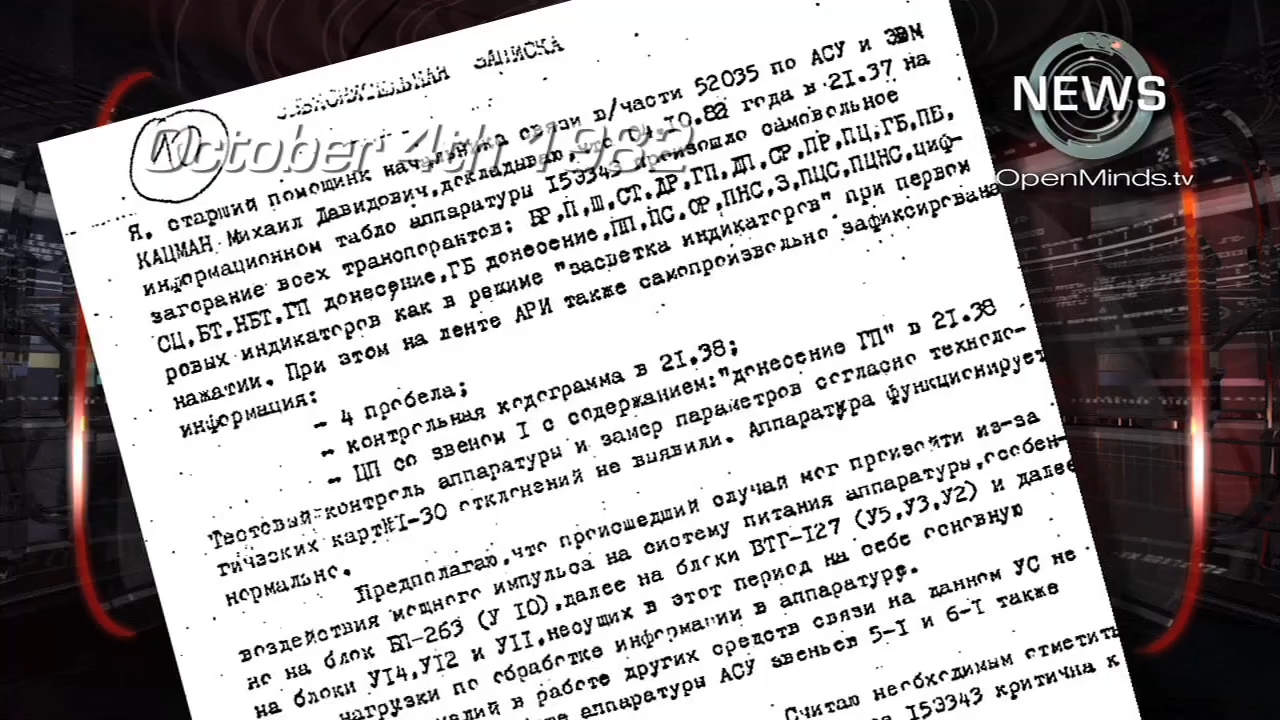 ОБЪЯСНИТЕЛЬНАЯ ЗАПИСКА
October 4th 1982
NEWS
OpenMinds.tv
Я, старший помощник начальника связи в/части 52035 по АСУ и ЭВМ
КАЦМАН Михаил Давидович, докладываю, что 04.10.82 года в 21.37 на
информационном табло аппаратуры 15Э343 произошло самовольное
загорание всех транспорантов: БР,П,Ш,СТ,ДР,ГП,ДП,СР,ПР,ПЦ,ГБ,ПБ,
СЦ,БТ,НБТ,ГП донесение,ГБ донесение,ПП,ПС,ОР,ПНС,З,ПЦС,ПЦНС,циф-
ровых индикаторов как в режиме "засветка индикаторов" при первом
нажатии. При этом на ленте АРИ также самопроизвольно зафиксирована
информация:
- 4 пробела;
- контрольная кодограмма в 21.38;
- ЦП со звеном I с содержанием:"донесение ГП" в 21.38
Тестовый контроль аппаратуры и замер параметров согласно техноло-
гических карт №I-30 отклонений не выявили. Аппаратура функционирует
нормально.
Предполагаю,что происшедший случай мог произойти из-за
воздействия мощного импульса на систему питания аппаратуры,особен-
но на блок БП-263 (У 10),далее на блоки ВТГ-127 (У5,У3,У2) и далее
на блоки У14,У12 и У11,несущих в этот период на себе основную
нагрузки по обработке информации в аппаратуре.
в работе других средств связи на данном УС не
аппаратуры АСУ звеньев 5-I и 6-I также
Считаю необходимым отметить
15Э343 критична к